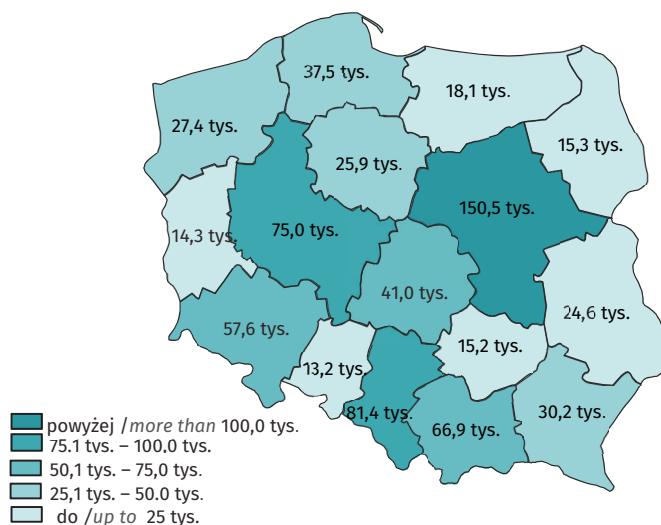 37,5 tys.
18,1 tys.
27,4 tys.
15,3 tys.
25,9 tys.
150,5 tys.
75,0 tys.
14,3 tys.
41,0 tys.
24,6 tys.
57,6 tys.
15,2 tys.
13,2 tys.
81,4 tys.
30,2 tys.
66,9 tys.
powyżej /more than 100,0 tys.
75.1 tys. – 100.0 tys.
50,1 tys. – 75,0 tys.
25,1 tys. – 50.0 tys.
do /up to 25 tys.